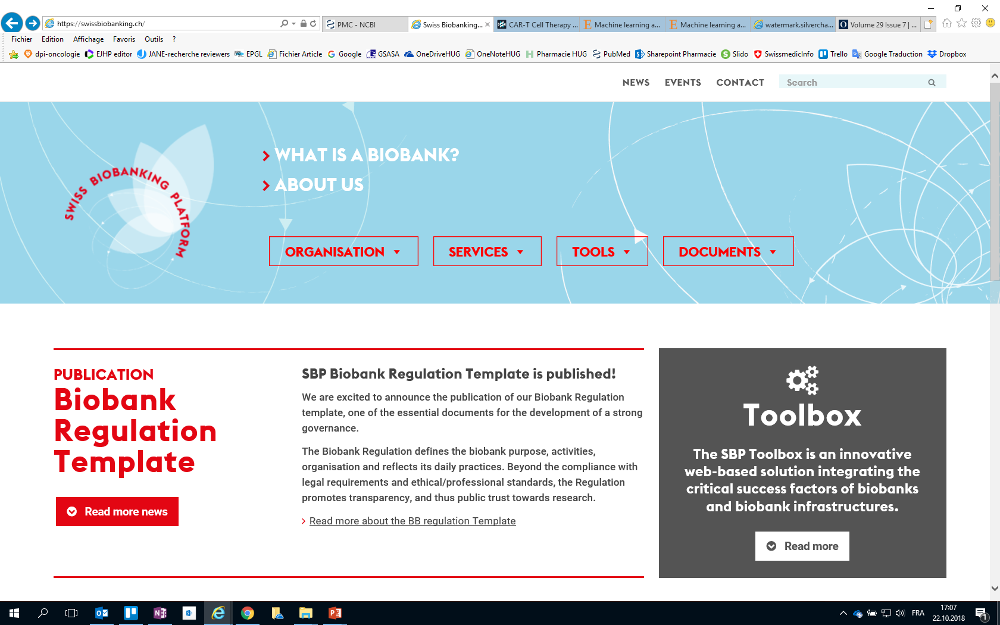 https://swissbiobanking.ch/
PMC - NCBI
Swiss Biobanking...
CAR-T Cell Therapy ...
Machine learning a...
Machine learning a...
watermark.silvercha...
Volume 29 Issue 7 | ...
Fichier Edition Affichage Favoris Outils ?
dpi-oncologie EJHP editor JANE-recherche reviewers EPGL Fichier Article Google GSASA OneDriveHUG OneNoteHUG Pharmacie HUG PubMed Sharepoint Pharmacie Slido SwissmedicInfo Trello Google Traduction Dropbox
NEWS EVENTS CONTACT Search
WHAT IS A BIOBANK?
ABOUT US
SWISS BIOBANKING PLATFORM
ORGANISATION SERVICES TOOLS DOCUMENTS
PUBLICATION
Biobank
Regulation
Template
Read more news
SBP Biobank Regulation Template is published!
We are excited to announce the publication of our Biobank Regulation
template, one of the essential documents for the development of a strong
governance.
The Biobank Regulation defines the biobank purpose, activities,
organisation and reflects its daily practices. Beyond the compliance with
legal requirements and ethical/professional standards, the Regulation
promotes transparency, and thus public trust towards research.
Read more about the BB regulation Template
Toolbox
The SBP Toolbox is an innovative
web-based solution integrating the
critical success factors of biobanks
and biobank infrastructures.
Read more
FRA
17:07
22.10.2018
1